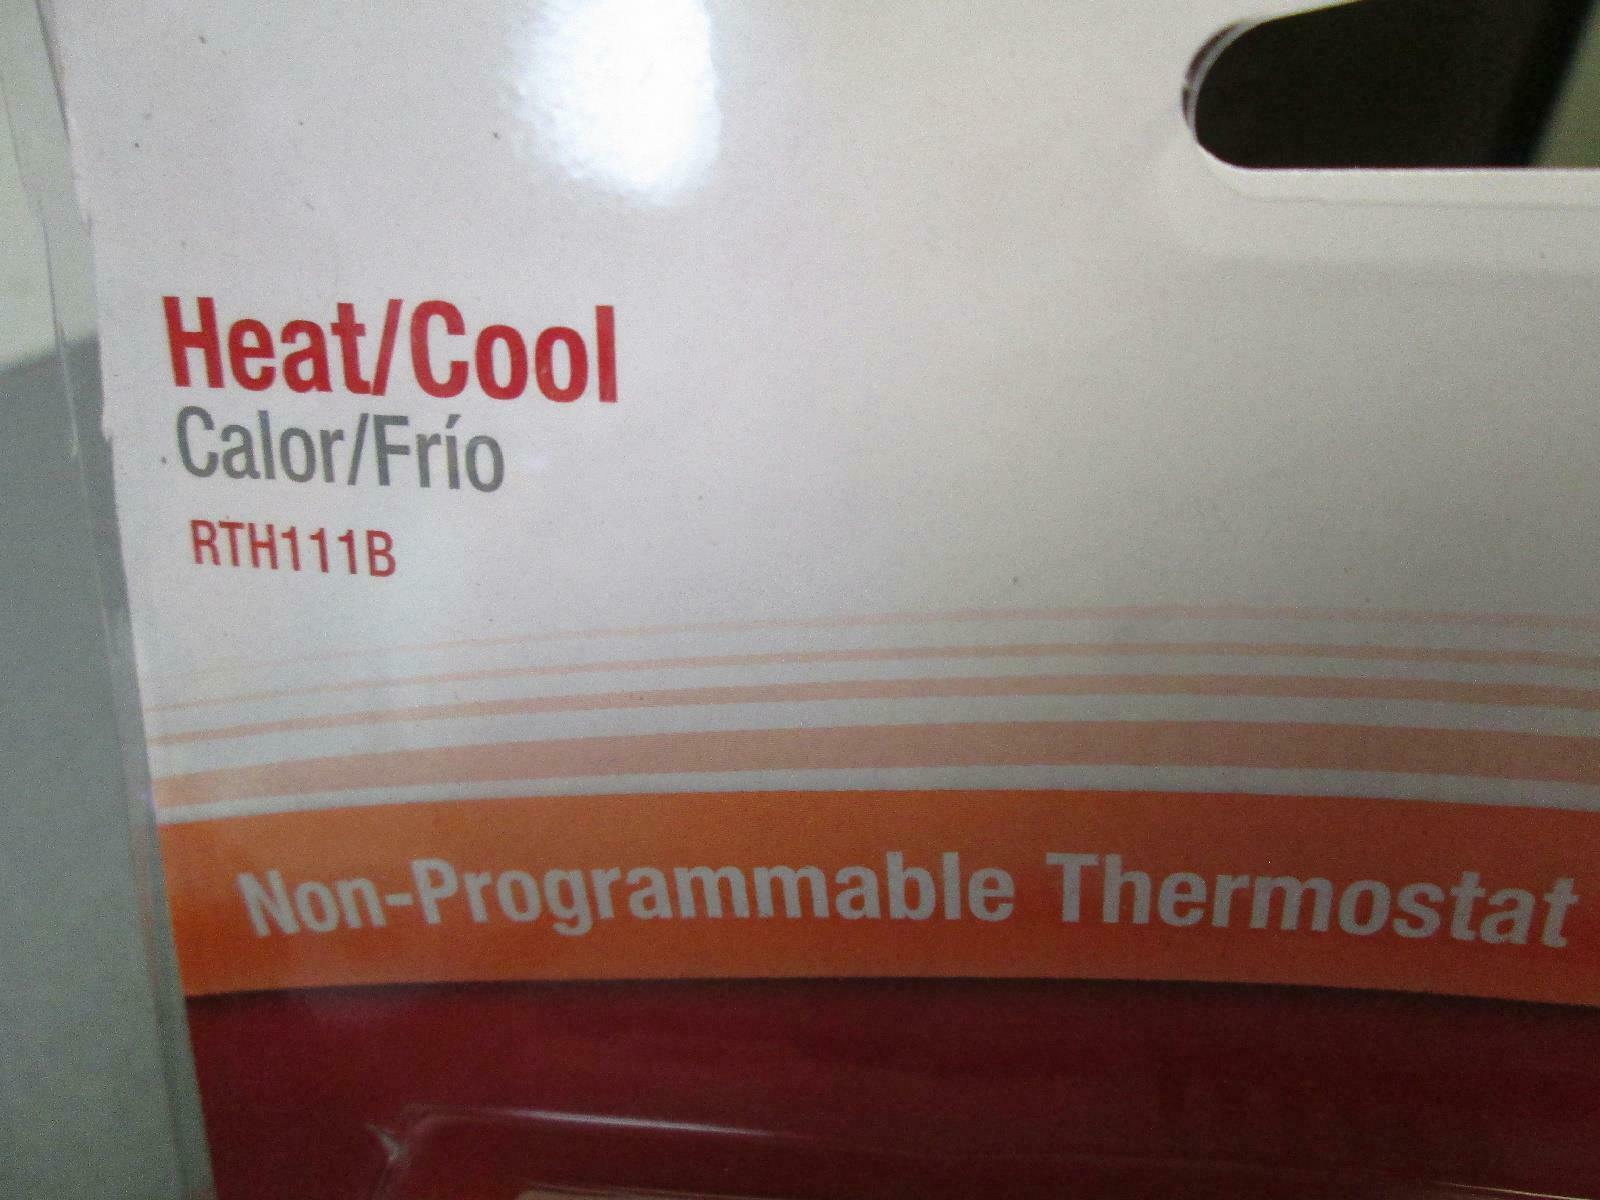 Heat/Cool
Calor/Frío
RTH111B
Non-Programmable Thermostat